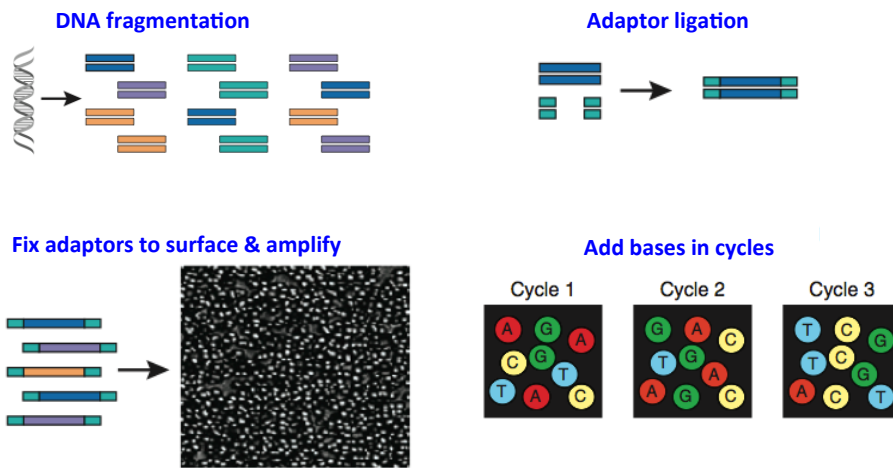 DNA fragmentation
Adaptor ligation
Fix adaptors to surface & amplify
Add bases in cycles
Cycle 1
Cycle 2
Cycle 3
A G A
C G T
T A C
G A C
T G A
A G C
T C G
T C G
A C T